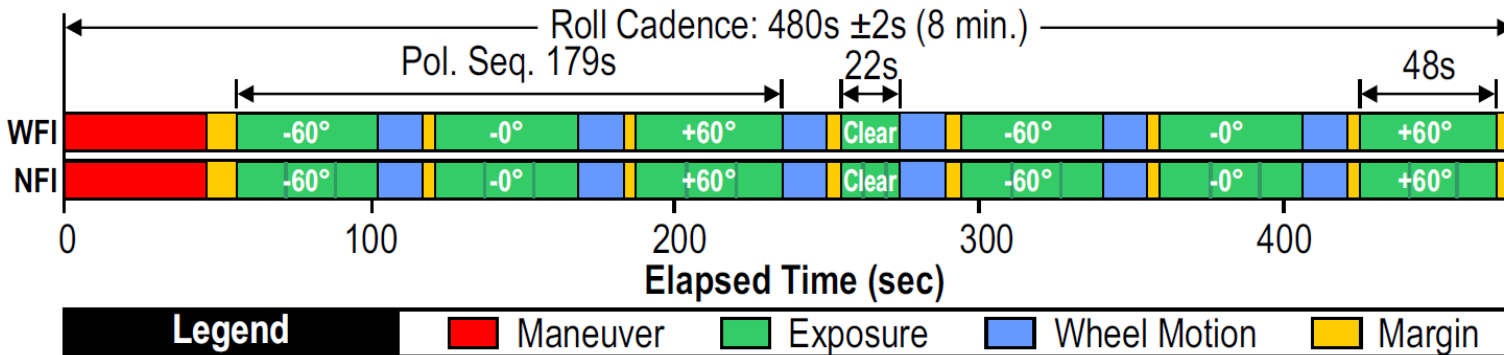 Roll Cadence: 480s ±2s (8 min.)
Pol. Seq. 179s 22s 48s
WFI -60° -0° +60° Clear -60° -0° +60°
NFI -60° -0° +60° Clear -60° -0° +60°
0 100 200 300 400
Elapsed Time (sec)
Legend Maneuver Exposure Wheel Motion Margin